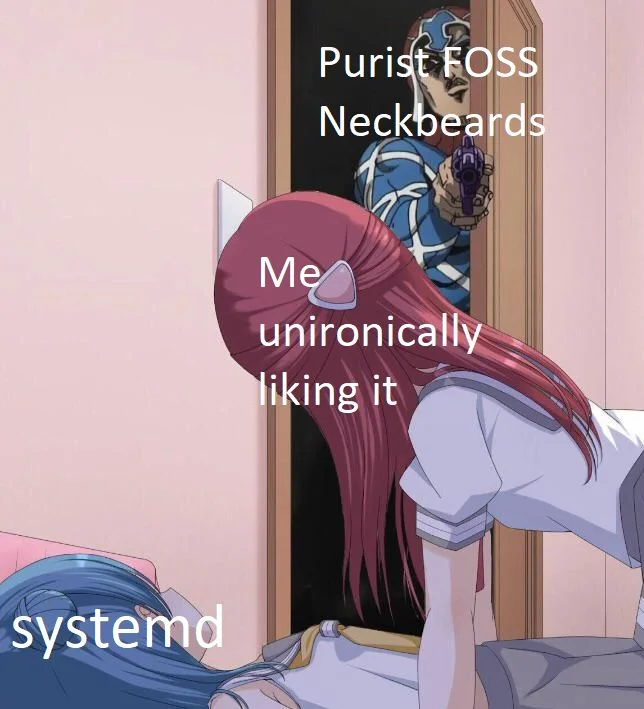 Purist FOSS
Neckbeards
Me
unironically
liking it
systemd